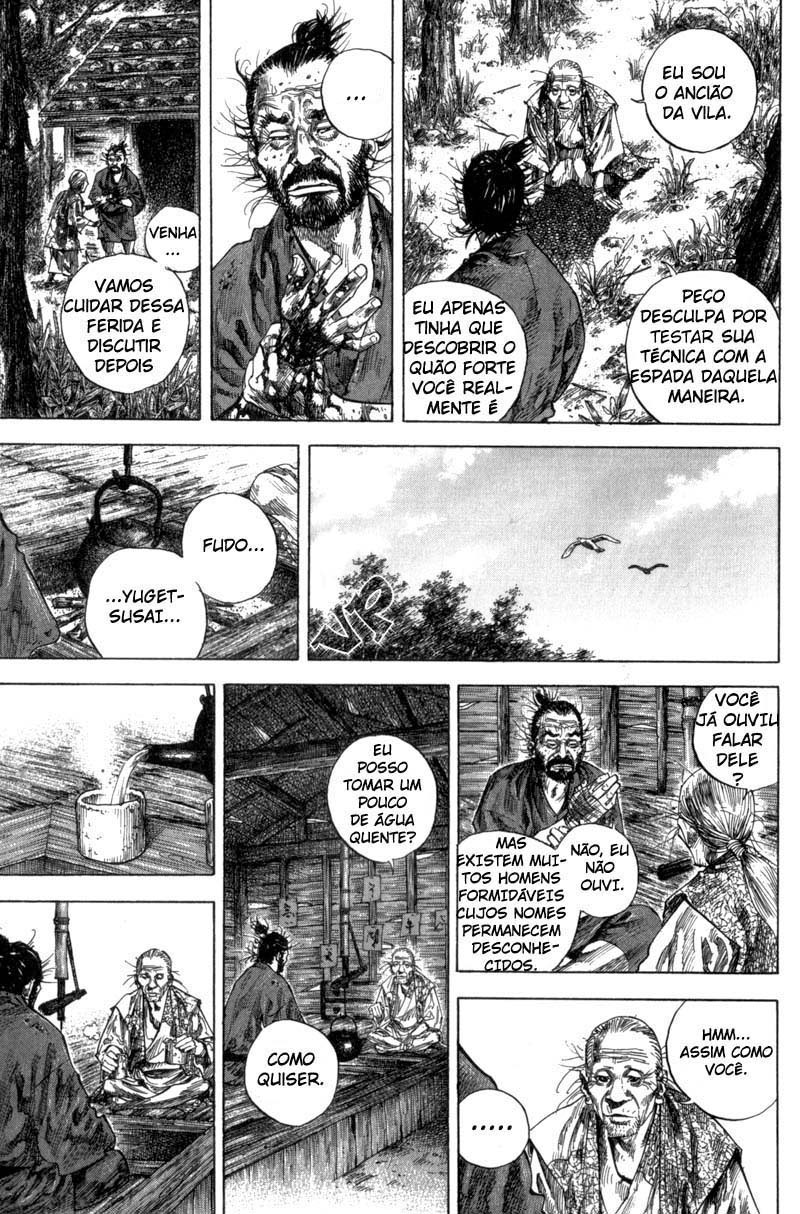 EU SOU
O ANCIÃO
DA VILA.
PEÇO
DESCULPA POR
TESTAR SUA
TÉCNICA COM A
ESPADA DAQUELA
MANEIRA.
EU APENAS
TINHA QUE
DESCOBRIR O
QUÃO FORTE
VOCÊ REAL-
MENTE É
...
VENHA
...
VAMOS
CUIDAR DESSA
FERIDA E
DISCUTIR
DEPOIS
VR
FUDO...
...YUGET-
SUSAI...
VOCÊ
JÁ OUVIU
FALAR
DELE
?
NÃO, EU
NÃO
OUVI.
MAS
EXISTEM MUI-
TOS HOMENS
FORMIDÁVEIS
CUJOS NOMES
PERMANECEM
DESCONHE-
CIDOS.
HMM...
ASSIM COMO
VOCÊ.
.....
EU
POSSO
TOMAR UM
POUCO
DE ÁGUA
QUENTE?
COMO
QUISER.